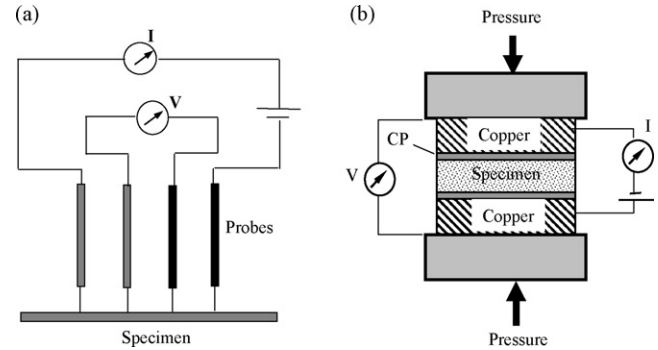 (a)
I
V
Probes
Specimen
(b)
Pressure
Copper
CP
I
V
Specimen
Copper
Pressure